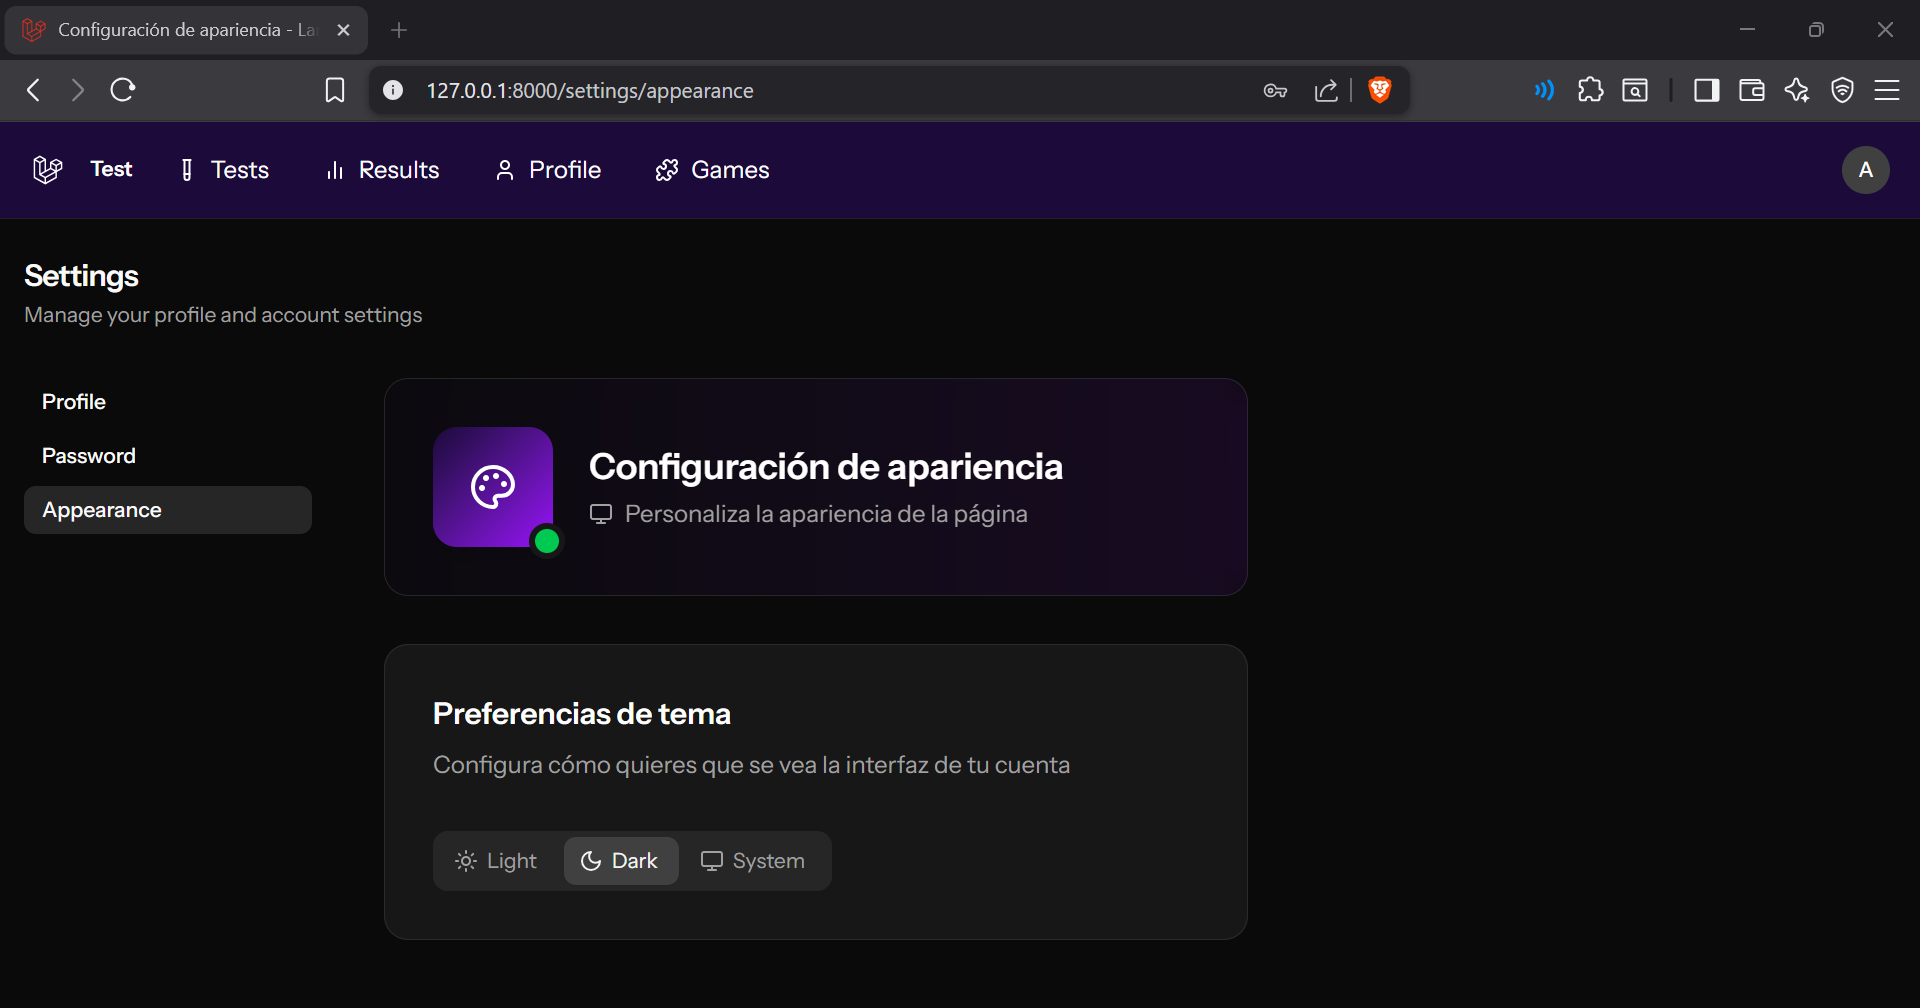 Configuración de apariencia - La
127.0.0.1:8000/settings/appearance
Test
Tests
Results
Profile
Games
A
Settings
Manage your profile and account settings
Profile
Password
Appearance
Configuración de apariencia
Personaliza la apariencia de la página
Preferencias de tema
Configura cómo quieres que se vea la interfaz de tu cuenta
Light
Dark
System